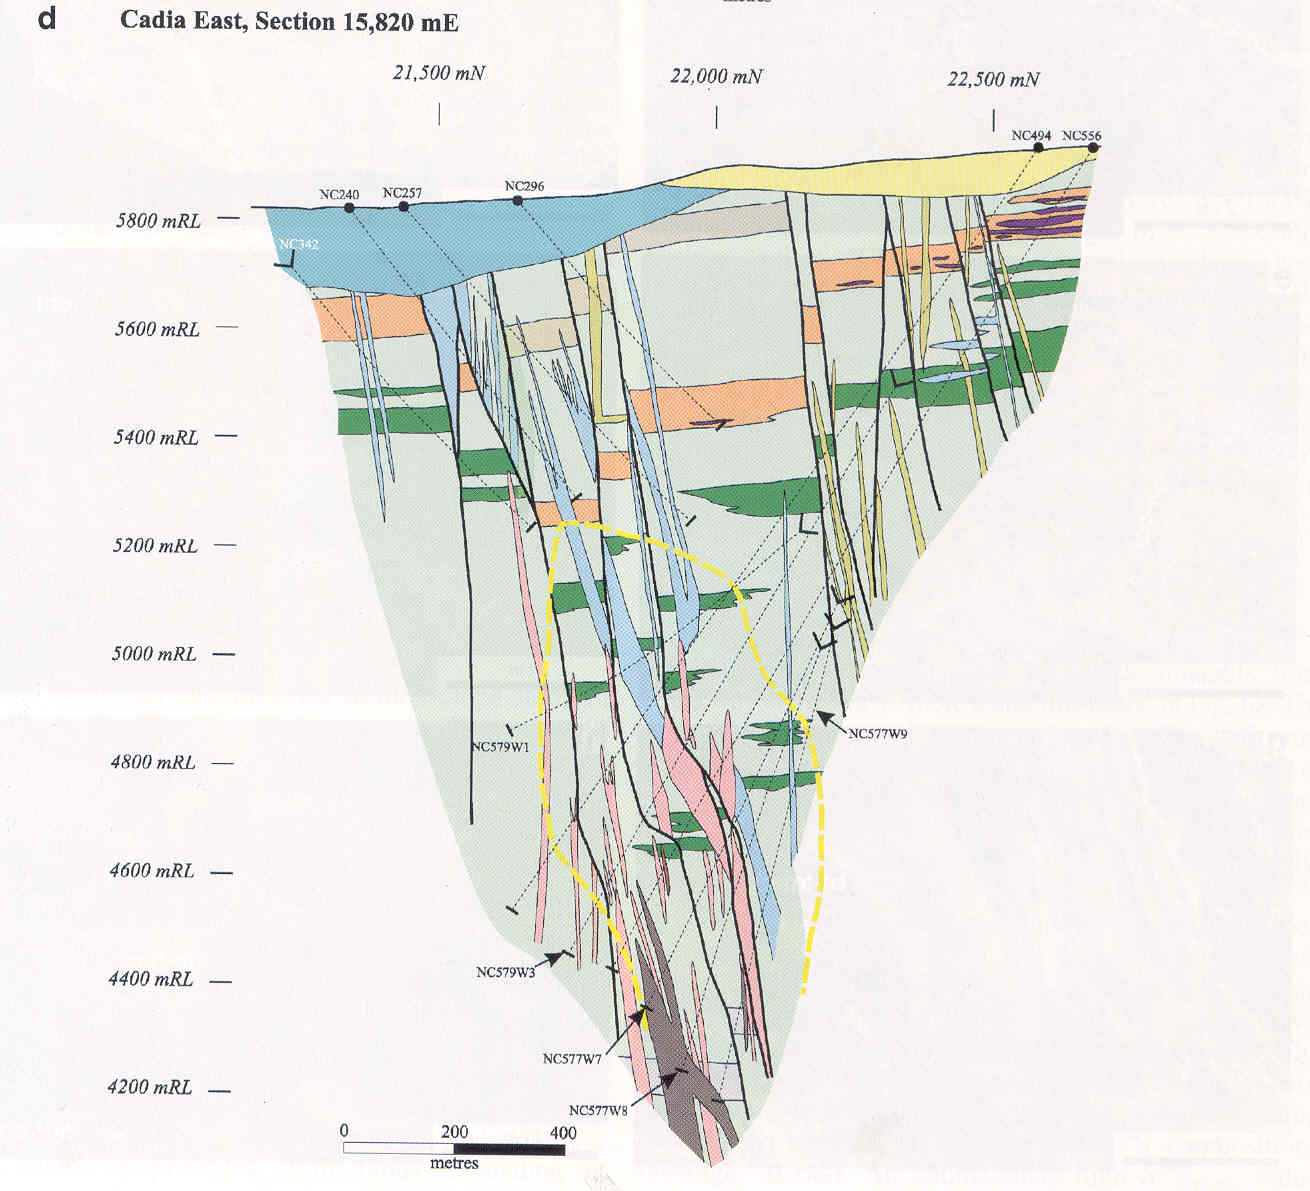 metres
d Cadia East, Section 15,820 mE
21,500 mN 22,000 mN 22,500 mN
NC494 NC556
NC240 NC257 NC296
5800 mRL
NC342
5600 mRL
5400 mRL
5200 mRL
5000 mRL
NC579W1 NC577W9
4800 mRL
4600 mRL
NC579W3
4400 mRL
NC577W7
4200 mRL
NC577W8
0 200 400
metres